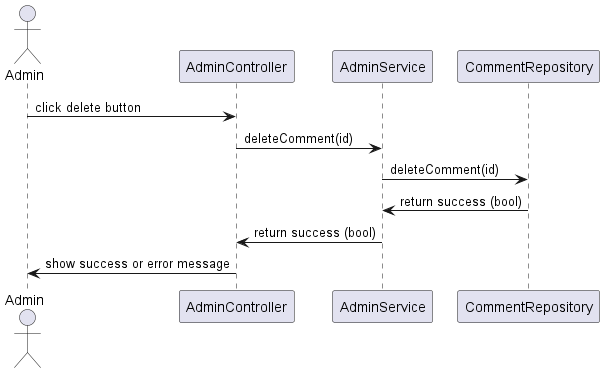 Admin
AdminController
AdminService
CommentRepository
click delete button
deleteComment(id)
deleteComment(id)
return success (bool)
return success (bool)
show success or error message
Admin
AdminController
AdminService
CommentRepository